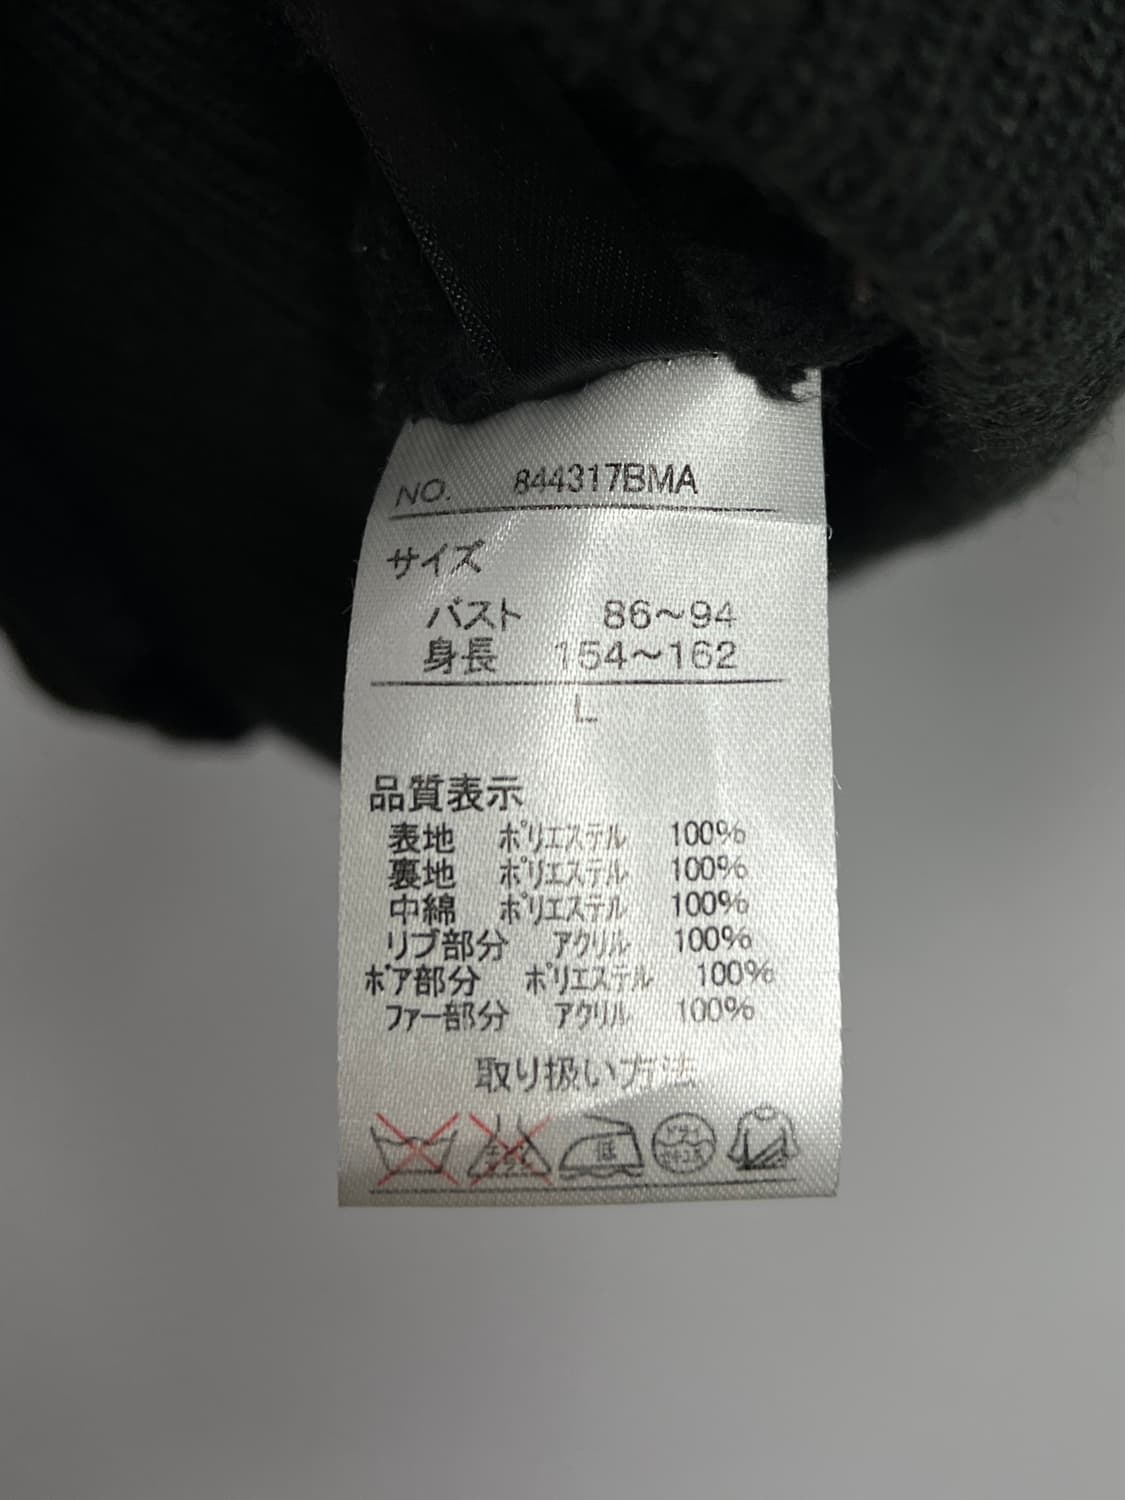 NO. 844317BMA
サイズ
バスト 86～94
身長 154～162
L
品質表示
表地 ポリエステル 100%
裏地 ポリエステル 100%
中綿 ポリエステル 100%
リブ部分 アクリル 100%
ボア部分 ポリエステル 100%
ファー部分 アクリル 100%
取り扱い方法
低